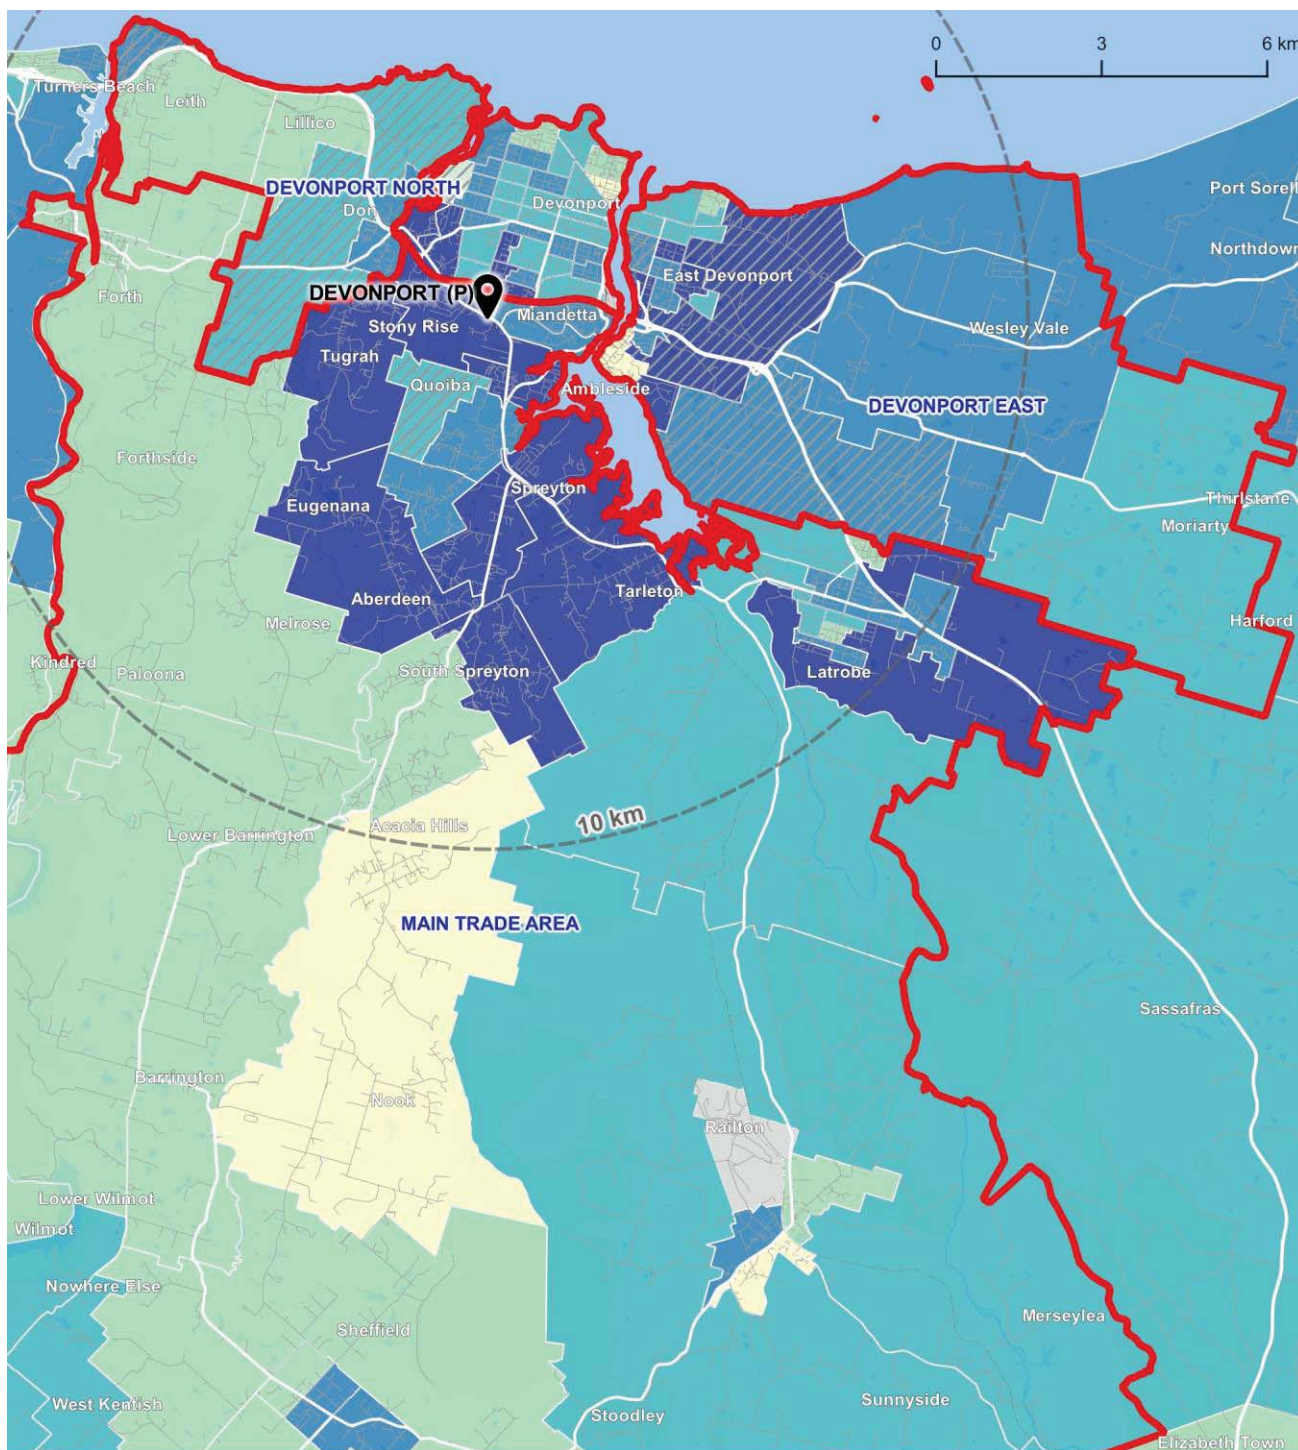 0 3 6 km
Turners Beach
Leith
Lillico
DEVONPORT NORTH
Port Sorell
Devonport
Don
Northdown
East Devonport
Forth
DEVONPORT (P)
Miandetta
Stony Rise
Wesley Vale
Tugrah
Quoiba
Ambleside
DEVONPORT EAST
Forthside
Spreyton
Thirlstane
Eugenana
Moriarty
Tarleton
Aberdeen
Melrose
Harford
Kindred
Paloona
South Spreyton
Latrobe
10 km
Acacia Hills
Lower Barrington
MAIN TRADE AREA
Sassafras
Barrington
Nook
Railton
Lower Wilmot
Wilmot
Nowhere Else
Merseylea
Sheffield
Sunnyside
West Kentish
Stoodley
Elizabeth Town